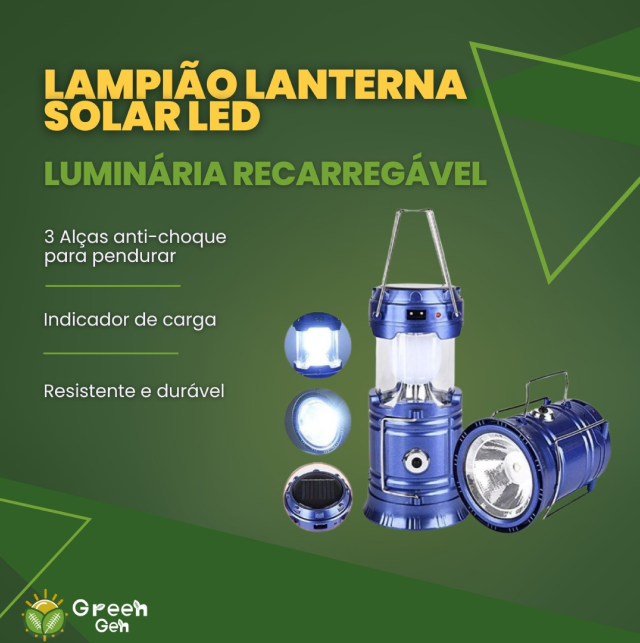 LAMPIÃO LANTERNA
SOLAR LED
LUMINÁRIA RECARREGÁVEL
3 Alças anti-choque
para pendurar
Indicador de carga
Resistente e durável
Green
Gen